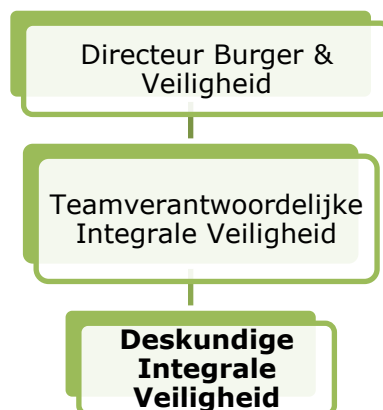 Directeur Burger &
Veiligheid
Teamverantwoordelijke
Integrale Veiligheid
Deskundige
Integrale
Veiligheid